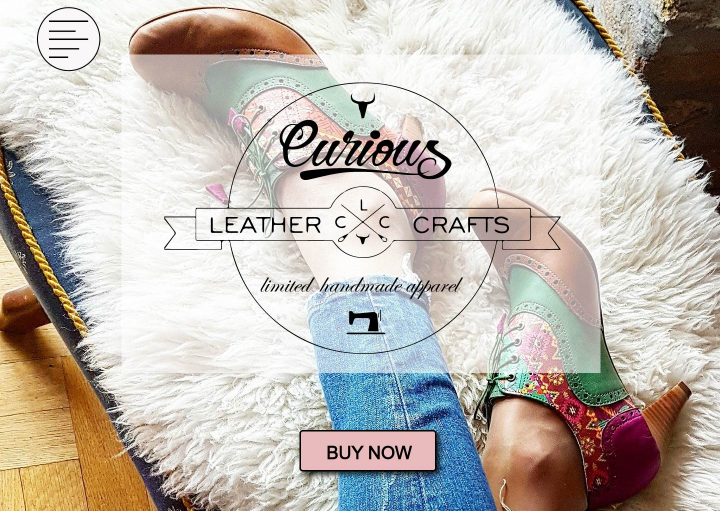 Curious
LEATHER CRAFTS
L
C C
limited handmade apparel
BUY NOW